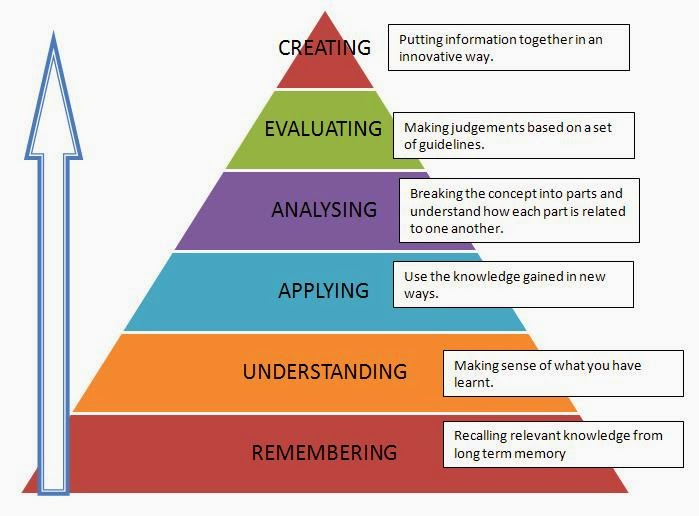 CREATING
Putting information together in an
innovative way.
EVALUATING
Making judgements based on a set
of guidelines.
ANALYSING
Breaking the concept into parts and
understand how each part is related
to one another.
APPLYING
Use the knowledge gained in new
ways.
UNDERSTANDING
Making sense of what you have
learnt.
REMEMBERING
Recalling relevant knowledge from
long term memory